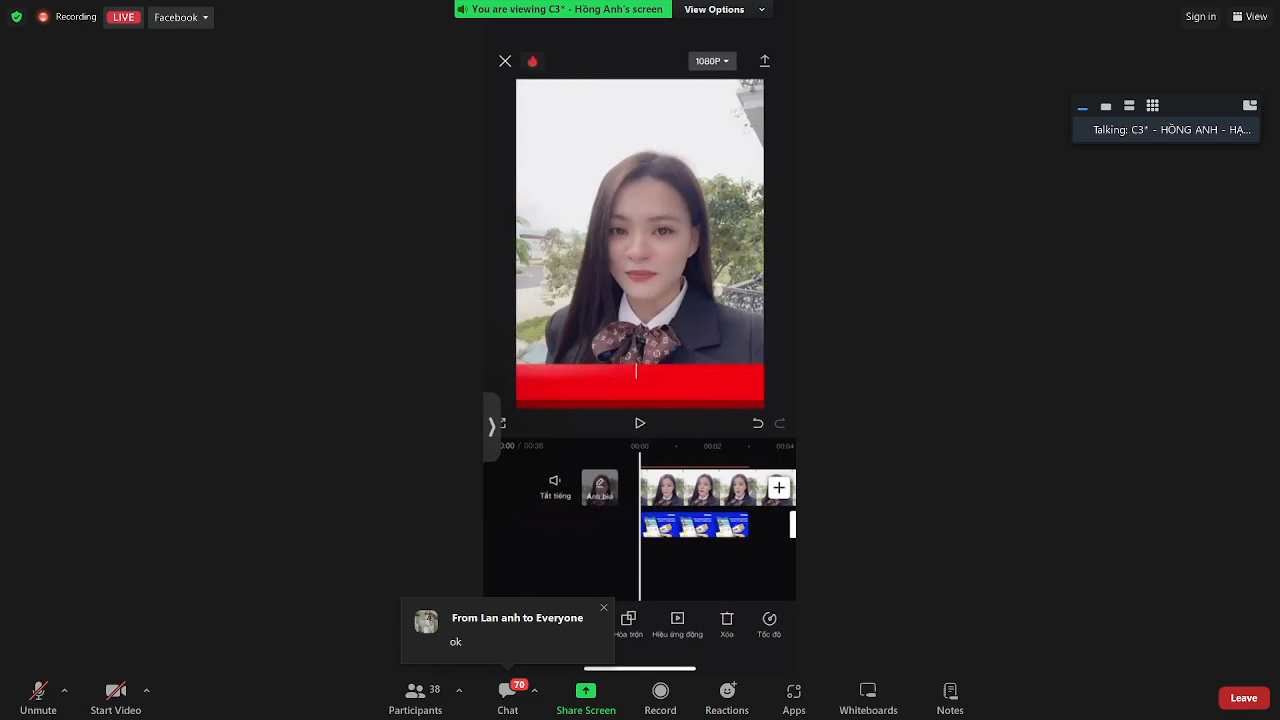 Recording
LIVE
Facebook
You are viewing C3* - Hồng Anh's screen
View Options
Sign in
View
1080P
Talking: C3* - HỒNG ANH - HA...
:00 / 00:38
00:00
00:02
00:04
Tắt tiếng
Ảnh bìa
From Lan anh to Everyone
ok
Hòa trộn
Hiệu ứng động
Xóa
Tốc độ
Unmute
Start Video
38
Participants
70
Chat
Share Screen
Record
Reactions
Apps
Whiteboards
Notes
Leave